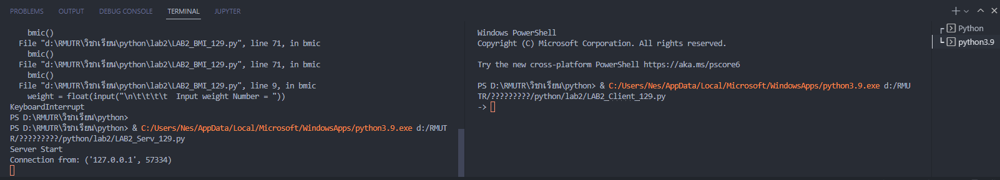 PROBLEMS OUTPUT DEBUG CONSOLE TERMINAL JUPYTER
bmic()
File "d:\RMUTR\วิชาเรียน\python\lab2\LAB2_BMI_129.py", line 71, in bmic
bmic()
File "d:\RMUTR\วิชาเรียน\python\lab2\LAB2_BMI_129.py", line 71, in bmic
bmic()
File "d:\RMUTR\วิชาเรียน\python\lab2\LAB2_BMI_129.py", line 9, in bmic
weight = float(input("\n\t\t\t\t  Input weight Number = "))
KeyboardInterrupt
PS D:\RMUTR\วิชาเรียน\python>
PS D:\RMUTR\วิชาเรียน\python> & C:/Users/Nes/AppData/Local/Microsoft/WindowsApps/python3.9.exe d:/RMUT
R/?????????/python/lab2/LAB2_Serv_129.py
Server Start
Connection from: ('127.0.0.1', 57334)
Windows PowerShell
Copyright (C) Microsoft Corporation. All rights reserved.
Try the new cross-platform PowerShell https://aka.ms/pscore6
PS D:\RMUTR\วิชาเรียน\python> & C:/Users/Nes/AppData/Local/Microsoft/WindowsApps/python3.9.exe d:/RMU
TR/?????????/python/lab2/LAB2_Client_129.py
->
Python
python3.9